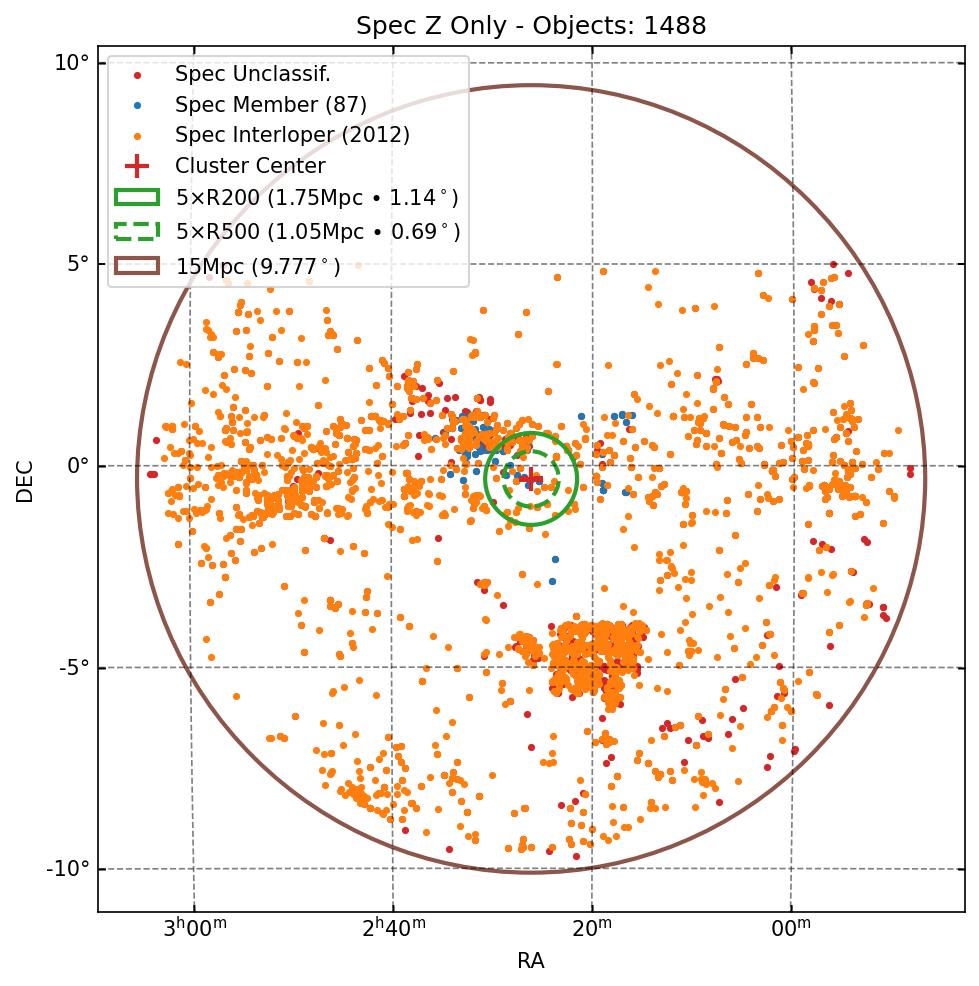 Spec Z Only - Objects: 1488
Spec Unclassif.
Spec Member (87)
Spec Interloper (2012)
Cluster Center
5×R200 (1.75Mpc • 1.14°)
5×R500 (1.05Mpc • 0.69°)
15Mpc (9.777°)
10°
5°
0°
-5°
-10°
DEC
3ʰ00ᵐ
2ʰ40ᵐ
20ᵐ
00ᵐ
RA